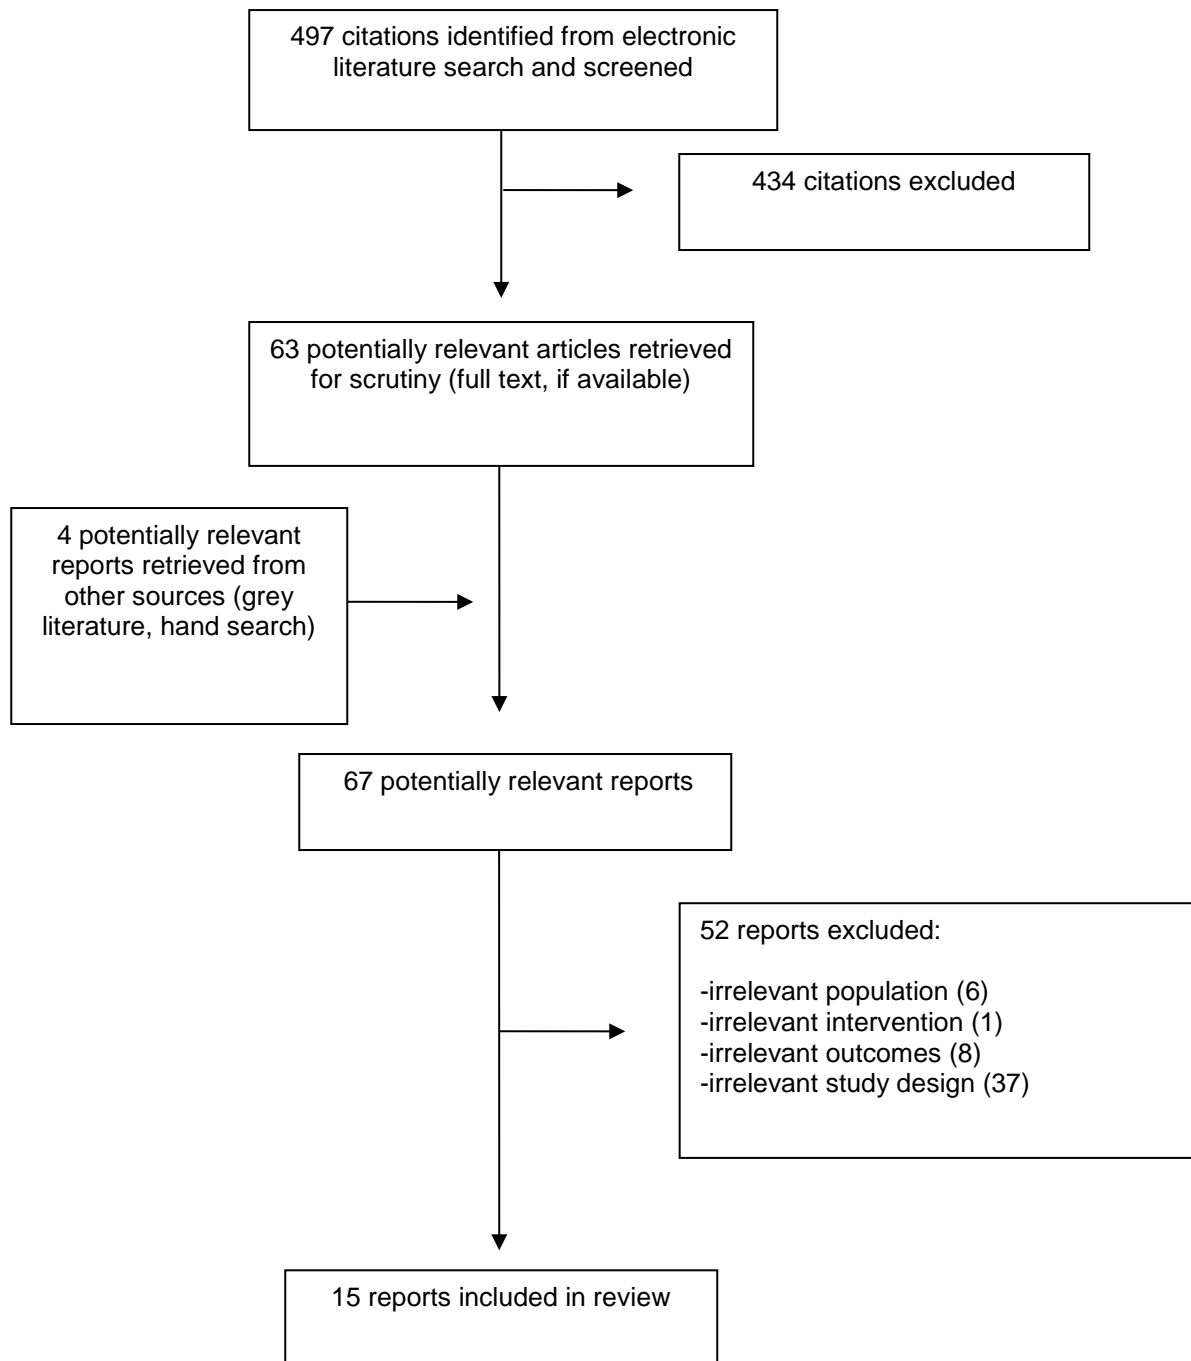 497 citations identified from electronic
literature search and screened
434 citations excluded
63 potentially relevant articles retrieved
for scrutiny (full text, if available)
4 potentially relevant
reports retrieved from
other sources (grey
literature, hand search)
67 potentially relevant reports
52 reports excluded:
-irrelevant population (6)
-irrelevant intervention (1)
-irrelevant outcomes (8)
-irrelevant study design (37)
15 reports included in review